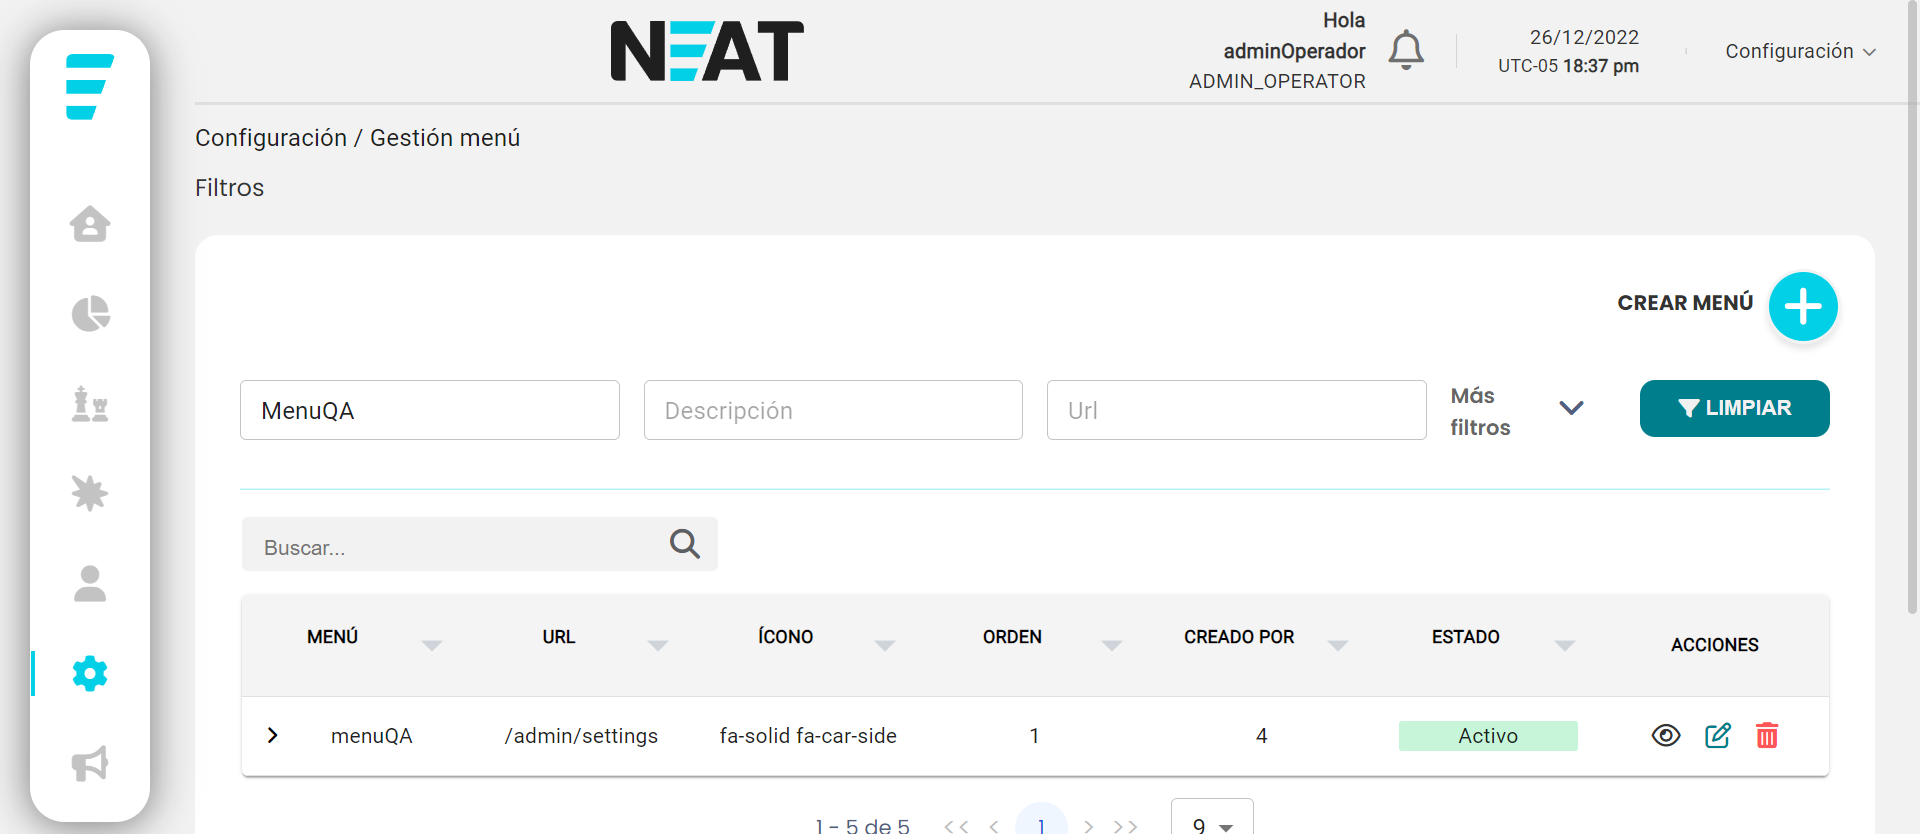 NEAT
Hola
adminOperador
ADMIN_OPERATOR
26/12/2022
UTC-05 18:37 pm
Configuración
Configuración / Gestión menú
Filtros
CREAR MENÚ
MenuQA
Descripción
Url
Más
filtros
LIMPIAR
Buscar...
MENÚ URL ÍCONO ORDEN CREADO POR ESTADO ACCIONES
menuQA /admin/settings fa-solid fa-car-side 1 4 Activo
1 - 5 de 5 << < 1 > >> 9